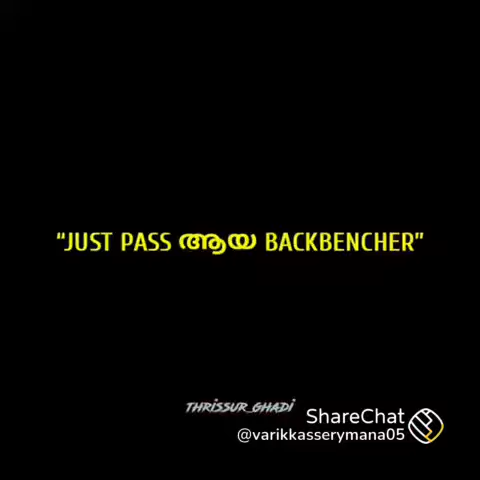 “JUST PASS ആയ BACKBENCHER”
THRISSUR_GHADI
ShareChat
@varikkasserymana05